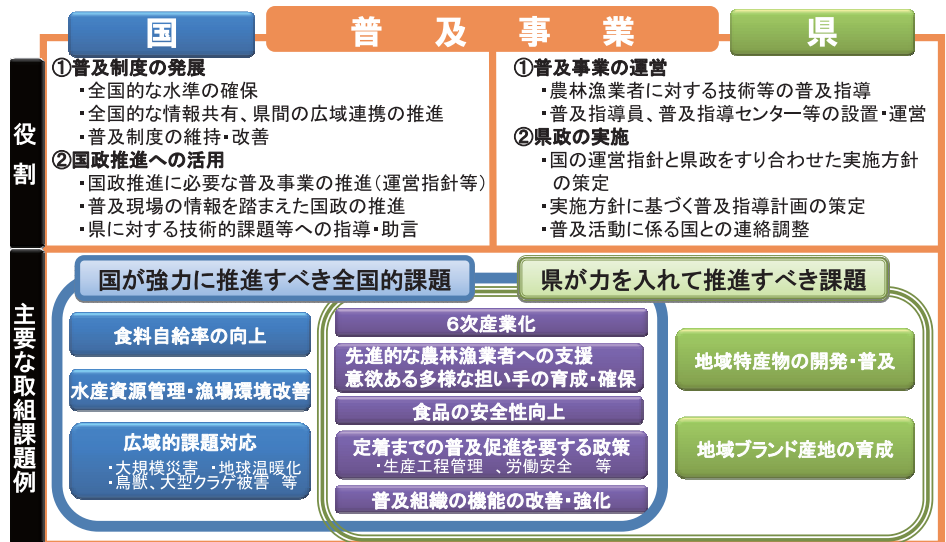 国
普及事業
県
役割
①普及制度の発展
・全国的な水準の確保
・全国的な情報共有、県間の広域連携の推進
・普及制度の維持・改善
②国政推進への活用
・国政推進に必要な普及事業の推進(運営指針等)
・普及現場の情報を踏まえた国政の推進
・県に対する技術的課題等への指導・助言
①普及事業の運営
・農林漁業者に対する技術等の普及指導
・普及指導員、普及指導センター等の設置・運営
②県政の実施
・国の運営指針と県政をすり合わせた実施方針
の策定
・実施方針に基づく普及指導計画の策定
・普及活動に係る国との連絡調整
主要な取組課題例
国が強力に推進すべき全国的課題
県が力を入れて推進すべき課題
食料自給率の向上
水産資源管理・漁場環境改善
広域的課題対応
・大規模災害 ・地球温暖化
・鳥獣、大型クラゲ被害 等
6次産業化
先進的な農林漁業者への支援
意欲ある多様な担い手の育成・確保
食品の安全性向上
定着までの普及促進を要する政策
・生産工程管理 、労働安全 等
普及組織の機能の改善・強化
地域特産物の開発・普及
地域ブランド産地の育成